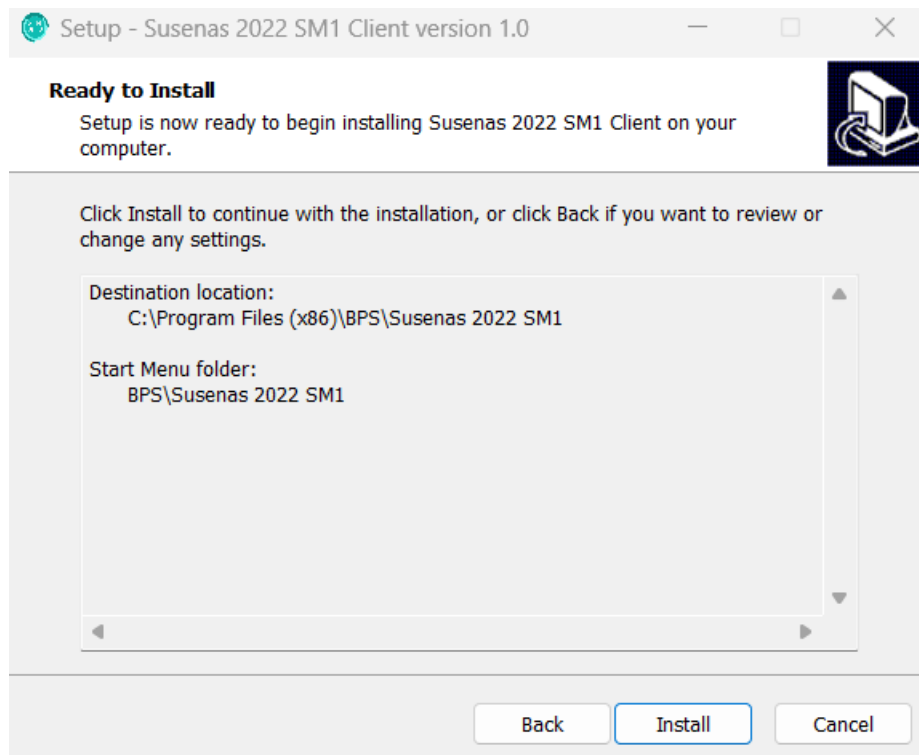 Setup - Susenas 2022 SM1 Client version 1.0
Ready to Install
Setup is now ready to begin installing Susenas 2022 SM1 Client on your
computer.
Click Install to continue with the installation, or click Back if you want to review or
change any settings.
Destination location:
C:\Program Files (x86)\BPS\Susenas 2022 SM1
Start Menu folder:
BPS\Susenas 2022 SM1
Back Install Cancel